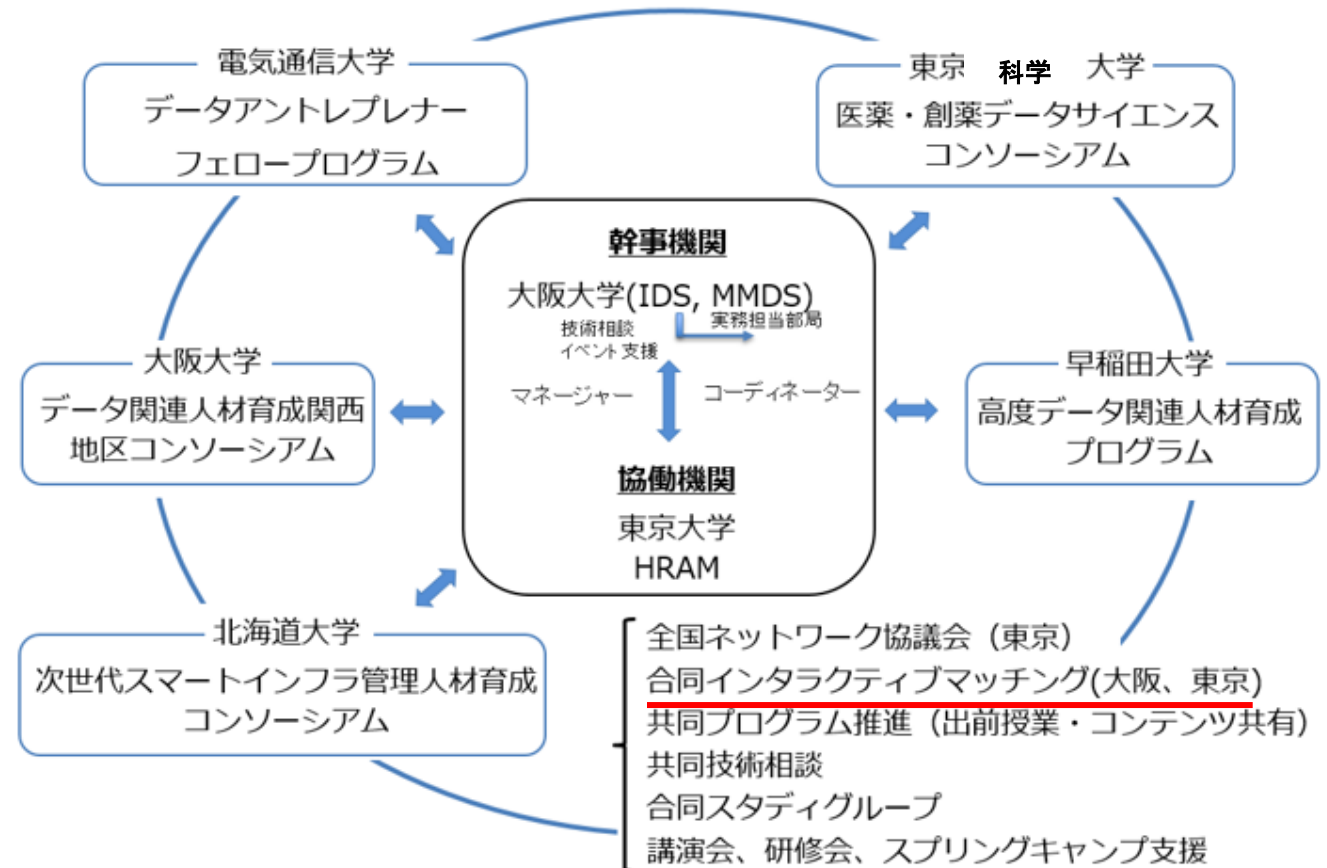 電気通信大学
データアントレプレナー
フェロープログラム
東京 科学 大学
医薬・創薬データサイエンス
コンソーシアム
幹事機関
大阪大学(IDS, MMDS)
技術相談
イベント支援
実務担当部局
マネージャー
コーディネーター
協働機関
東京大学
HRAM
大阪大学
データ関連人材育成関西
地区コンソーシアム
早稲田大学
高度データ関連人材育成
プログラム
北海道大学
次世代スマートインフラ管理人材育成
コンソーシアム
全国ネットワーク協議会（東京）
合同インタラクティブマッチング(大阪、東京)
共同プログラム推進（出前授業・コンテンツ共有）
共同技術相談
合同スタディグループ
講演会、研修会、スプリングキャンプ支援